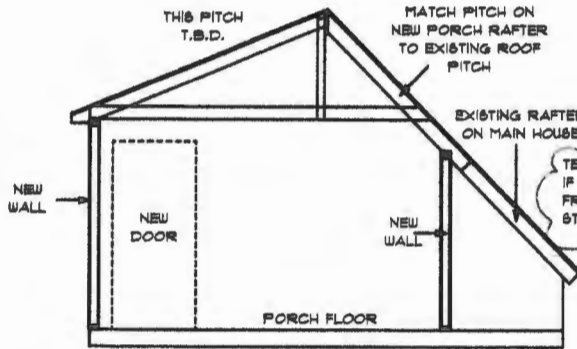 THIS PITCH
T.B.D.
MATCH PITCH ON
NEW PORCH RAFTER
TO EXISTING ROOF
PITCH
EXISTING RAFTER
ON MAIN HOUSE
IF
NEW
WALL
NEW
DOOR
NEW
WALL
PORCH FLOOR